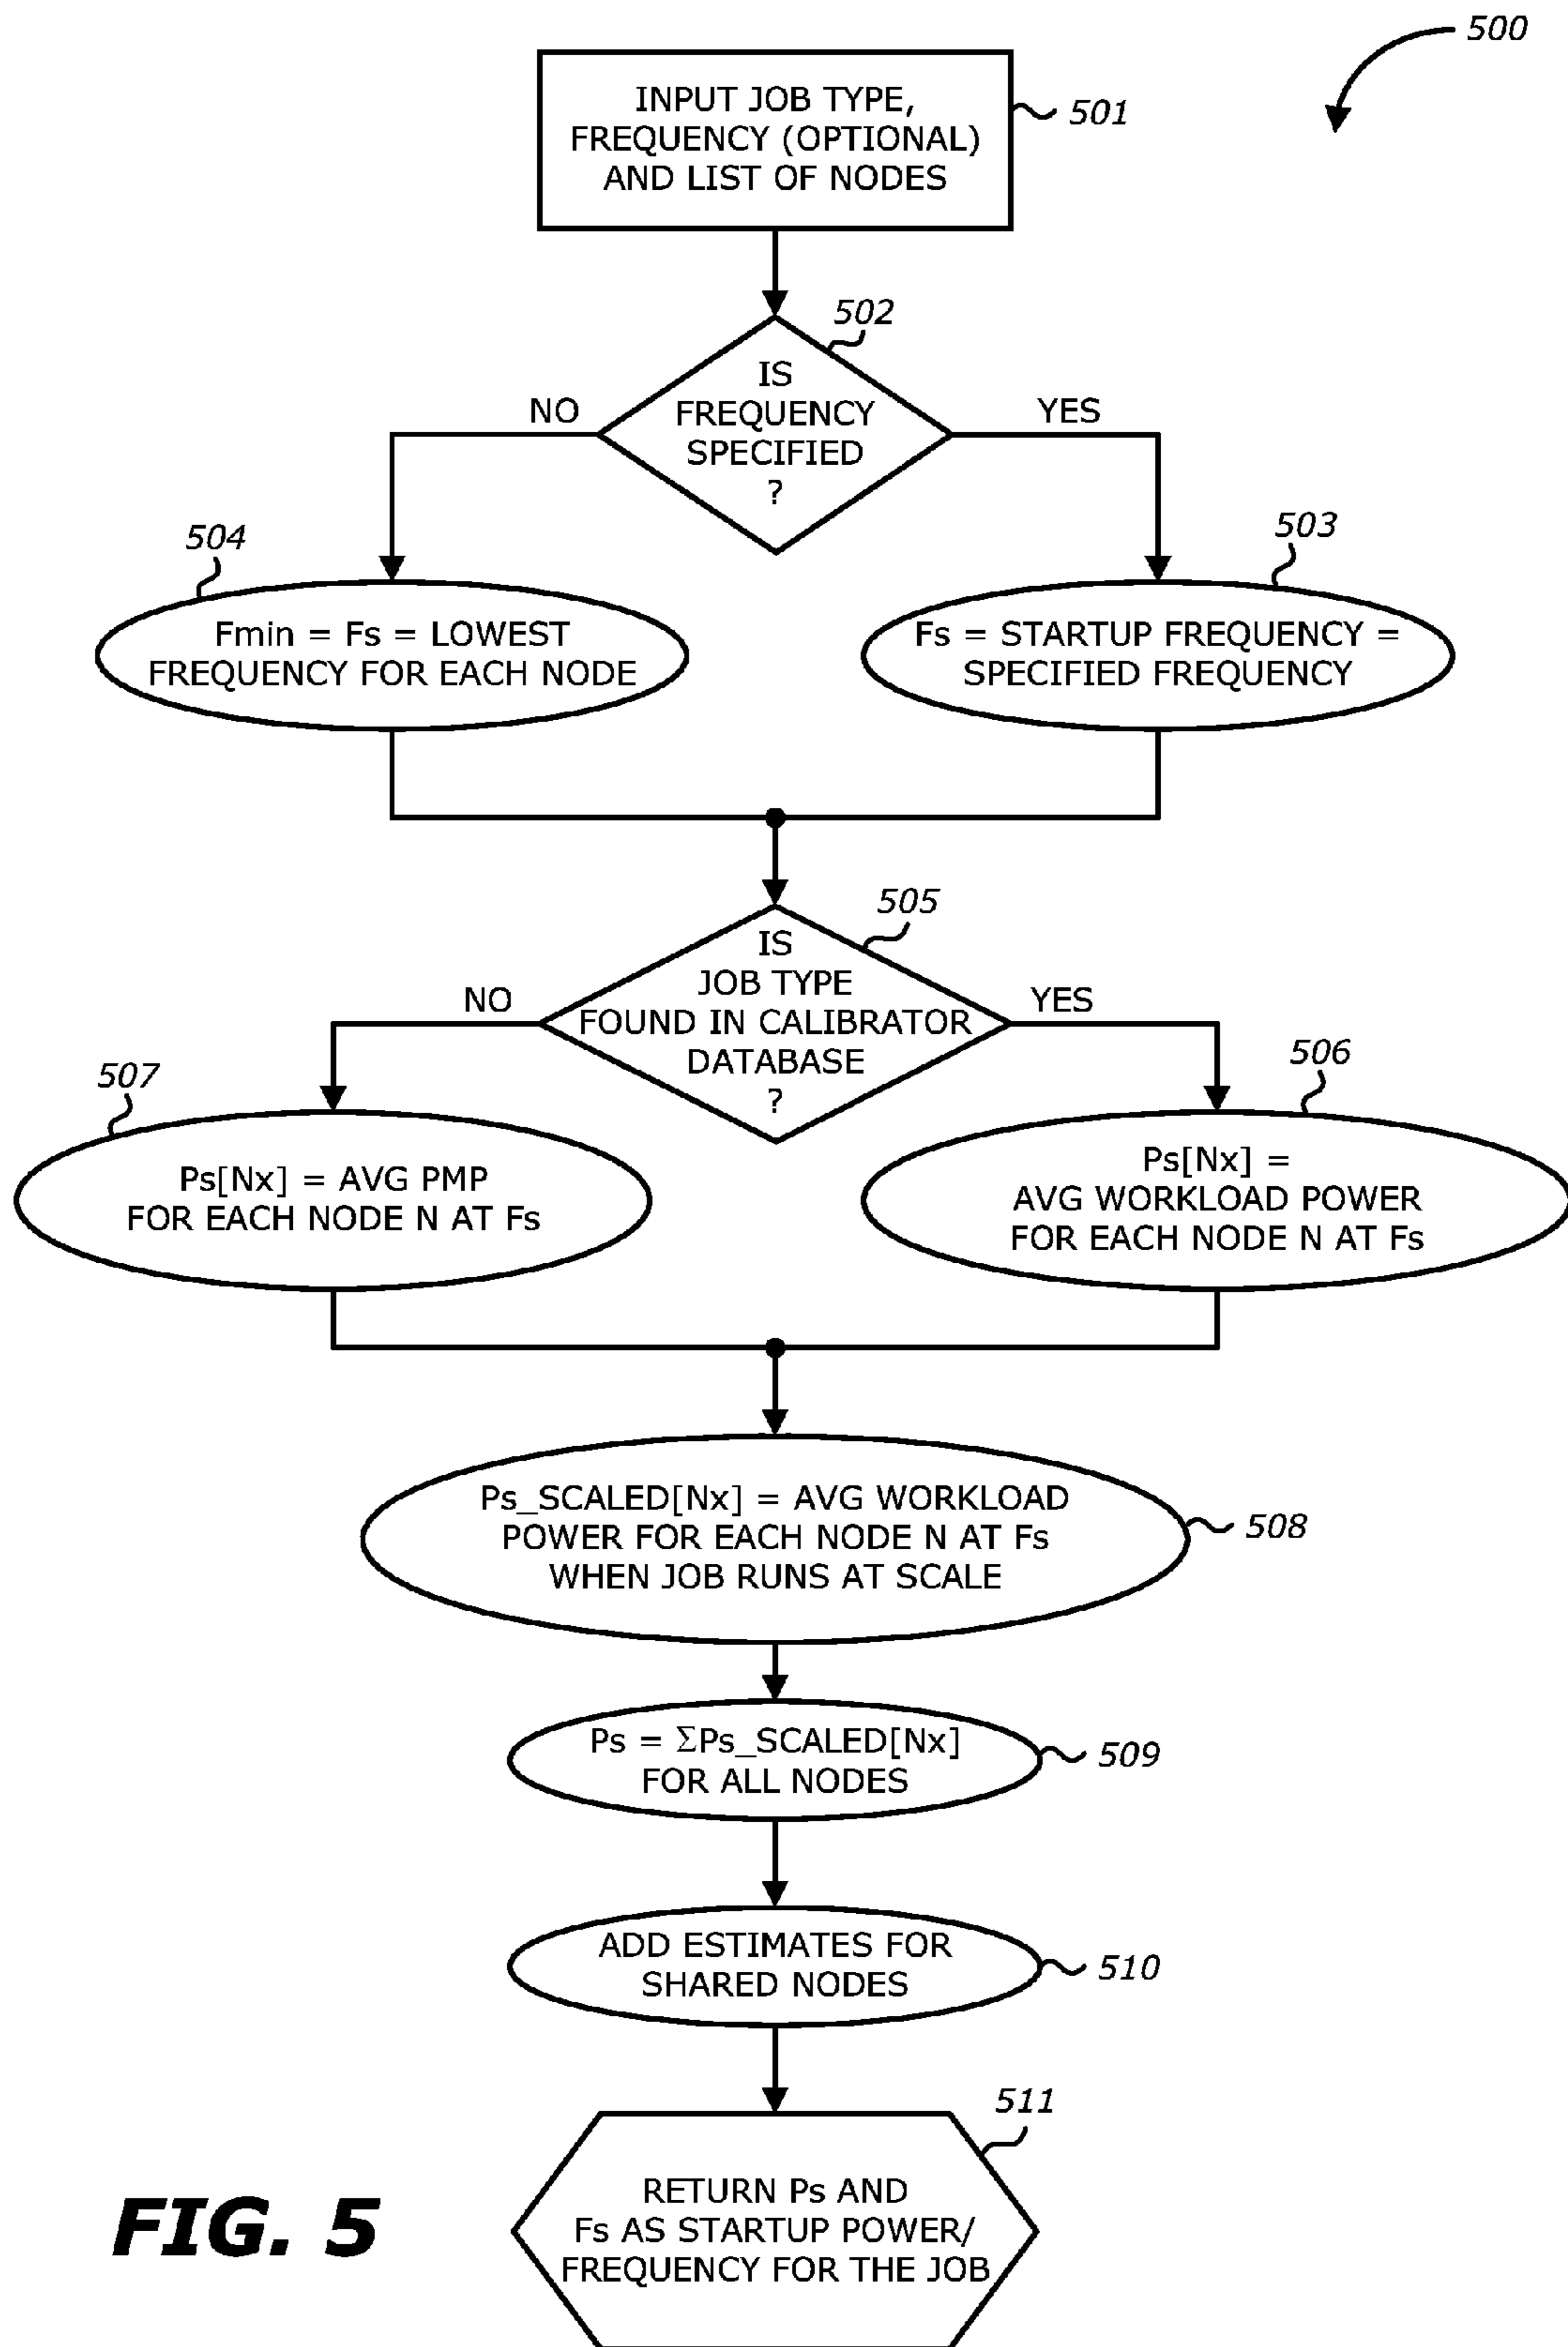 500
INPUT JOB TYPE,
FREQUENCY (OPTIONAL)
AND LIST OF NODES
501
502
IS
FREQUENCY
SPECIFIED
?
NO
YES
504
Fmin = Fs = LOWEST
FREQUENCY FOR EACH NODE
503
Fs = STARTUP FREQUENCY =
SPECIFIED FREQUENCY
505
IS
JOB TYPE
FOUND IN CALIBRATOR
DATABASE
?
NO
YES
507
Ps[Nx] = AVG PMP
FOR EACH NODE N AT Fs
506
Ps[Nx] =
AVG WORKLOAD POWER
FOR EACH NODE N AT Fs
Ps_SCALED[Nx] = AVG WORKLOAD
POWER FOR EACH NODE N AT Fs
WHEN JOB RUNS AT SCALE
508
Ps = ΣPs_SCALED[Nx]
FOR ALL NODES
509
ADD ESTIMATES FOR
SHARED NODES
510
511
RETURN Ps AND
Fs AS STARTUP POWER/
FREQUENCY FOR THE JOB
FIG. 5